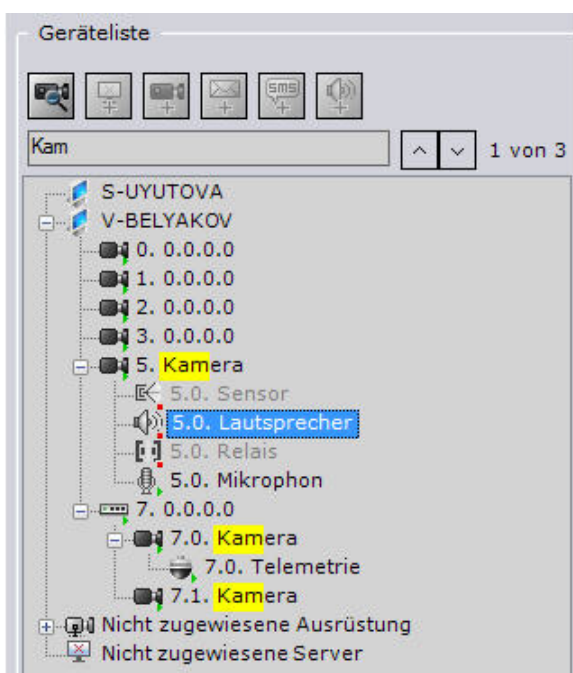 Geräteliste
SMS
Kam 1 von 3
S-UYUTOVA
V-BELYAKOV
0. 0.0.0.0
1. 0.0.0.0
2. 0.0.0.0
3. 0.0.0.0
5. Kamera
5.0. Sensor
5.0. Lautsprecher
5.0. Relais
5.0. Mikrophon
7. 0.0.0.0
7.0. Kamera
7.0. Telemetrie
7.1. Kamera
Nicht zugewiesene Ausrüstung
Nicht zugewiesene Server